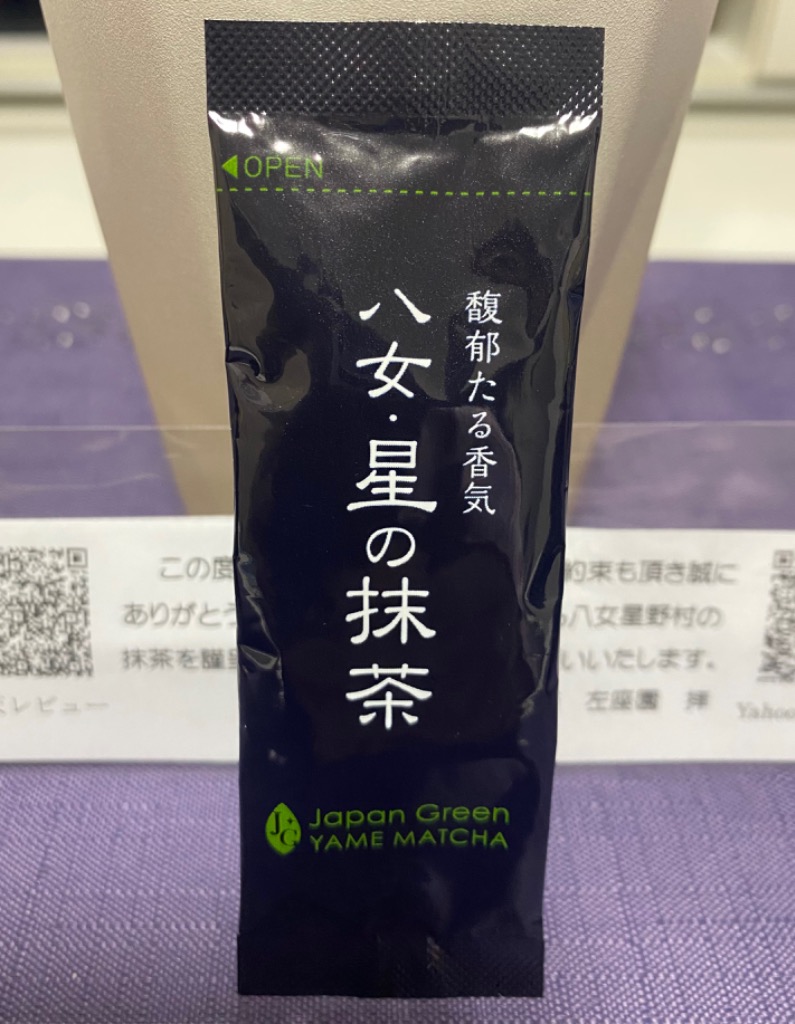 OPEN
馥郁たる香気
八女・星の抹茶
J
G
Japan Green
YAME MATCHA
この度
約束も頂き誠に
ありがとう
八女星野村の
抹茶を謹呈
いいたします。
レビュー
左座園 拝
Yahoo